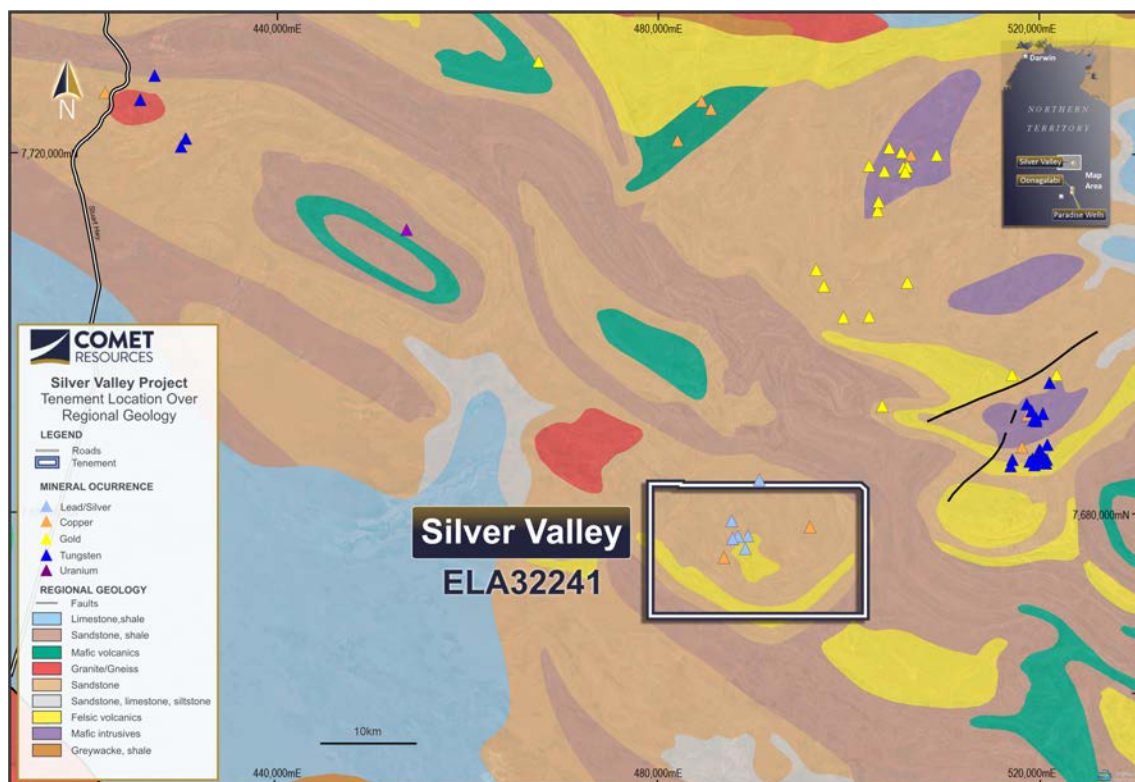 440,000mE
480,000mE
520,000mE
N
7,720,000mN
Stuart Hwy
Darwin
NORTHERN
TERRITORY
Silver Valley
Oonagalabi
Map
Area
Paradise Wells
COMET
RESOURCES
Silver Valley Project
Tenement Location Over
Regional Geology
LEGEND
Roads
Tenement
MINERAL OCURRENCE
Lead/Silver
Copper
Gold
Tungsten
Uranium
REGIONAL GEOLOGY
Faults
Limestone,shale
Sandstone, shale
Mafic volcanics
Granite/Gneiss
Sandstone
Sandstone, limestone, siltstone
Felsic volcanics
Mafic intrusives
Greywacke, shale
Silver Valley
ELA32241
7,680,000mN
10km
440,000mE
480,000mE
520,000mE